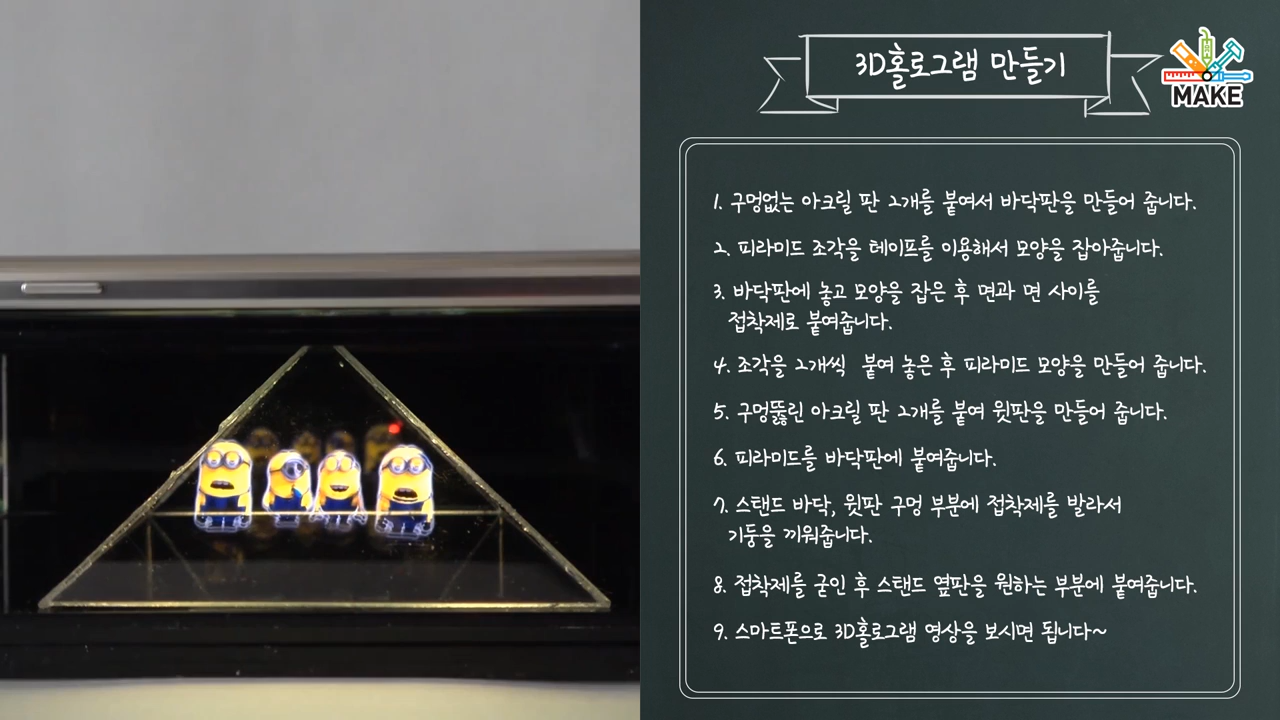 3D홀로그램 만들기
MAKE
1. 구멍없는 아크릴 판 2개를 붙여서 바닥판을 만들어 줍니다.
2. 피라미드 조각을 테이프를 이용해서 모양을 잡아줍니다.
3. 바닥판에 놓고 모양을 잡은 후 면과 면 사이를
접착제로 붙여줍니다.
4. 조각을 2개씩 붙여 놓은 후 피라미드 모양을 만들어 줍니다.
5. 구멍뚫린 아크릴 판 2개를 붙여 윗판을 만들어 줍니다.
6. 피라미드를 바닥판에 붙여줍니다.
7. 스탠드 바닥, 윗판 구멍 부분에 접착제를 발라서
기둥을 끼워줍니다.
8. 접착제를 굳인 후 스탠드 옆판을 원하는 부분에 붙여줍니다.
9. 스마트폰으로 3D홀로그램 영상을 보시면 됩니다~